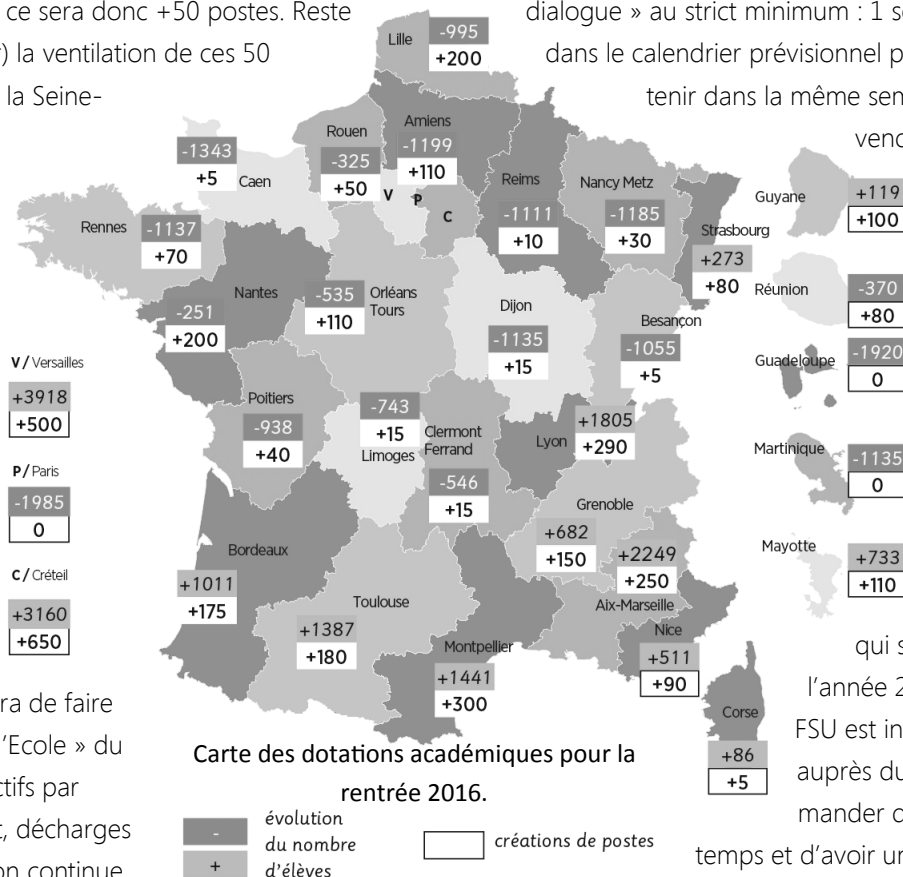 ce sera donc +50 postes. Reste
) la ventilation de ces 50
la Seine-
dialogue » au strict minimum : 1
dans le calendrier prévisionnel
tenir dans la même
Lille
-995
+200
Amiens
-1199
+110
Rouen
-325
+50
-1343
+5
Caen
V
P
C
Reims
-1111
+10
Nancy Metz
-1185
+30
Strasbourg
+273
+80
Rennes
-1137
+70
Nantes
-251
+200
-535
+110
Orléans
Tours
Dijon
-1135
+15
Besançon
-1055
+5
Guyane
+119
+100
Réunion
-370
+80
Guadeloupe
-1920
0
Martinique
-1135
0
Mayotte
+733
+110
V / Versailles
+3918
+500
P / Paris
-1985
0
C / Créteil
+3160
+650
Poitiers
-938
+40
-743
+15
Limoges
Clermont
Ferrand
-546
+15
Lyon
+1805
+290
Grenoble
+682
+150
+2249
+250
Aix-Marseille
Bordeaux
+1011
+175
Toulouse
+1387
+180
Montpellier
+1441
+300
Nice
+511
+90
Corse
+86
+5
ra de faire
'Ecole » du
ctifs par
t, décharges
on continue
qui
l'année
FSU est
auprès
mander
temps et d'avoir
Carte des dotations académiques pour la
rentrée 2016.
-
+
évolution
du nombre
d'élèves
créations de postes